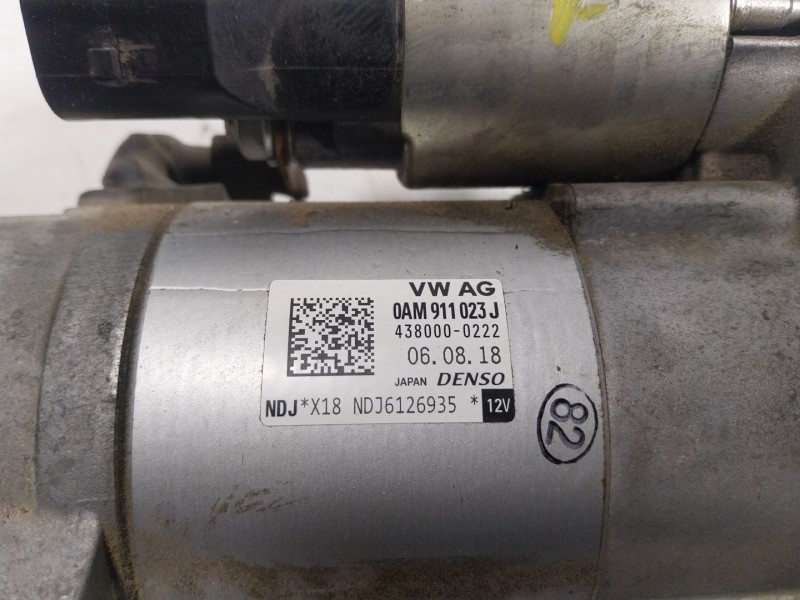 VW AG
0AM 911 023 J
438000-0222
06.08.18
JAPAN DENSO
NDJ*X18 NDJ6126935 * 12V
82